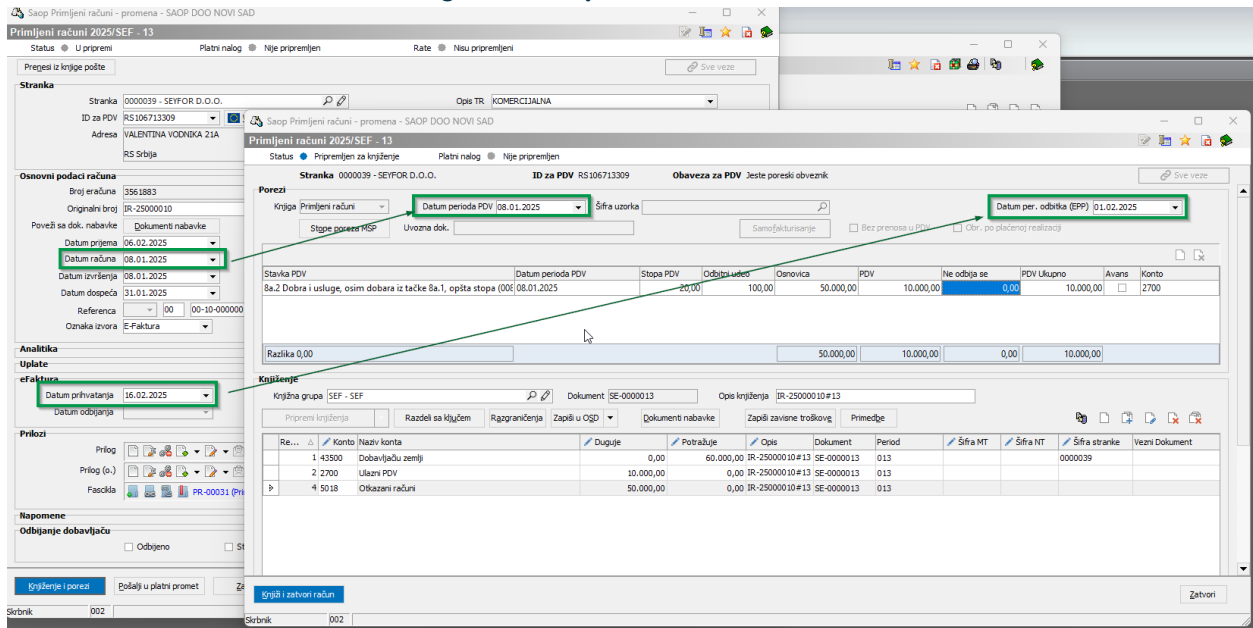 Saop Primljeni računi - promena - SAOP DOO NOVI SAD
Primljeni računi 2025/SEF - 13
Status U pripremi Platni nalog Nije pripremljen Rate Nisu pripremljeni
Prenesi iz knjige pošte Sve veze
Stranka
Stranka 0000039 - SEYFOR D.O.O. Opis TR KOMERCIJALNA
ID za PDV RS106713309
Adresa VALENTINA VODNIKA 21A
RS Srbija
Osnovni podaci računa
Broj eračuna 3561883
Originalni broj IR-25000010
Poveži sa dok. nabavke Dokumenti nabavke
Datum prijema 06.02.2025
Datum računa 08.01.2025
Datum izvršenja 08.01.2025
Datum dospeća 31.01.2025
Referenca 00 00-10-000000
Oznaka izvora E-Faktura
Analitika
Uplate
eFaktura
Datum prihvatanja 16.02.2025
Datum odbijanja
Prilozi
Prilog
Prilog (o.)
Fascikla PR-00031 (Pri
Napomene
Odbijanje dobavljaču
Odbijeno St
Knjiženje i porezi Pošalji u platni promet Za
Skrbnik 002
Saop Primljeni računi - promena - SAOP DOO NOVI SAD
Primljeni računi 2025/SEF - 13
Status Pripremljen za knjiženje Platni nalog Nije pripremljen
Stranka 0000039 - SEYFOR D.O.O. ID za PDV RS106713309 Obaveza za PDV Jeste poreski obveznik Sve veze
Porezi
Knjiga Primljeni računi Datum perioda PDV 08.01.2025 Šifra uzorka Datum per. odbitka (EPP) 01.02.2025
Stope poreza MSP Uvozna dok. Samofakturisanje Bez prenosa u PDV Obr. po plaćenoj realizaciji
Stavka PDV Datum perioda PDV Stopa PDV Odbitni udeo Osnovica PDV Ne odbija se PDV Ukupno Avans Konto
8a.2 Dobra i usluge, osim dobara iz tačke 8a.1, opšta stopa (008 08.01.2025 20,00 100,00 50.000,00 10.000,00 0,00 10.000,00 2700
Razlika 0,00 50.000,00 10.000,00 0,00 10.000,00
Knjiženje
Knjižna grupa SEF - SEF Dokument SE-0000013 Opis knjiženja IR-25000010#13
Pripremi knjiženja Razdeli sa ključem Razgraničenja Zapiši u OSD Dokumenti nabavke Zapiši zavisne troškove Primedbe
Re... Konto Naziv konta Duguje Potražuje Opis Dokument Period Šifra MT Šifra NT Šifra stranke Vezni Dokument
1 43500 Dobavljaču zemlji 0,00 60.000,00 IR-25000010#13 SE-0000013 013 0000039
2 2700 Ulazni PDV 10.000,00 0,00 IR-25000010#13 SE-0000013 013
4 5018 Otkazani računi 50.000,00 0,00 IR-25000010#13 SE-0000013 013
Knjiži i zatvori račun Zatvori
Skrbnik 002